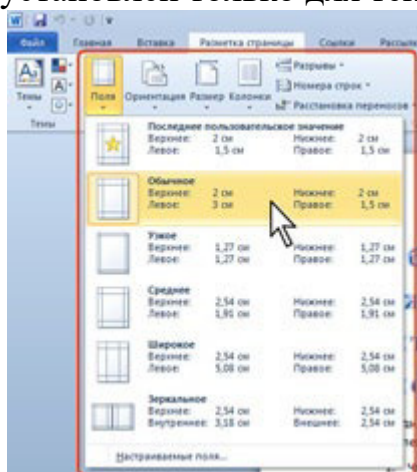 установлен только для то
W
Файл Главная Вставка Разметка страницы Ссылки Рассылк
Темы
Поля Ориентация Размер Колонки
Разрывы
Номера строк
Расстановка переносов
Темы
Последнее пользовательское значение
Верхнее: 2 см Нижнее: 2 см
Левое: 1,5 см Правое: 1,5 см
Обычное
Верхнее: 2 см Нижнее: 2 см
Левое: 3 см Правое: 1,5 см
Узкое
Верхнее: 1,27 см Нижнее: 1,27 см
Левое: 1,27 см Правое: 1,27 см
Среднее
Верхнее: 2,54 см Нижнее: 2,54 см
Левое: 1,91 см Правое: 1,91 см
Широкое
Верхнее: 2,54 см Нижнее: 2,54 см
Левое: 5,08 см Правое: 5,08 см
Зеркальное
Верхнее: 2,54 см Нижнее: 2,54 см
Внутреннее: 3,18 см Внешнее: 2,54 см
Настраиваемые поля...